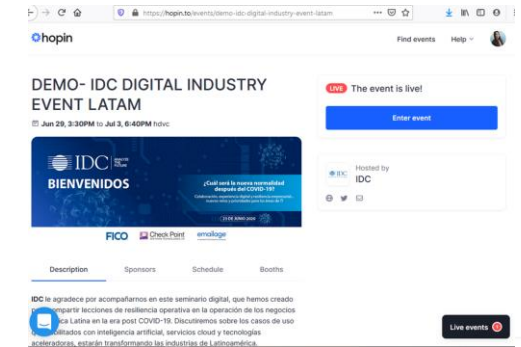 https://hopin.to/events/demo-idc-digital-industry-event-latam
hopin
Find events
Help
DEMO- IDC DIGITAL INDUSTRY
EVENT LATAM
Jun 29, 3:30PM to Jul 3, 6:40PM hdvc
LIVE The event is live!
Enter event
Hosted by
IDC
IDC
IDC
BIENVENIDOS
¿Cuál será la nueva normalidad
después del COVID-19?
FICO
Check Point
emailage
Description
Sponsors
Schedule
Booths
IDC le agradece por acompañarnos en este seminario digital, que hemos creado
compartir lecciones de resiliencia operativa en la operación de los negocios
Latina en la era post COVID-19. Discutiremos sobre los casos de uso
con inteligencia artificial, servicios cloud y tecnologías
aceleradoras, estarán transformando las industrias de Latinoamérica.
Live events